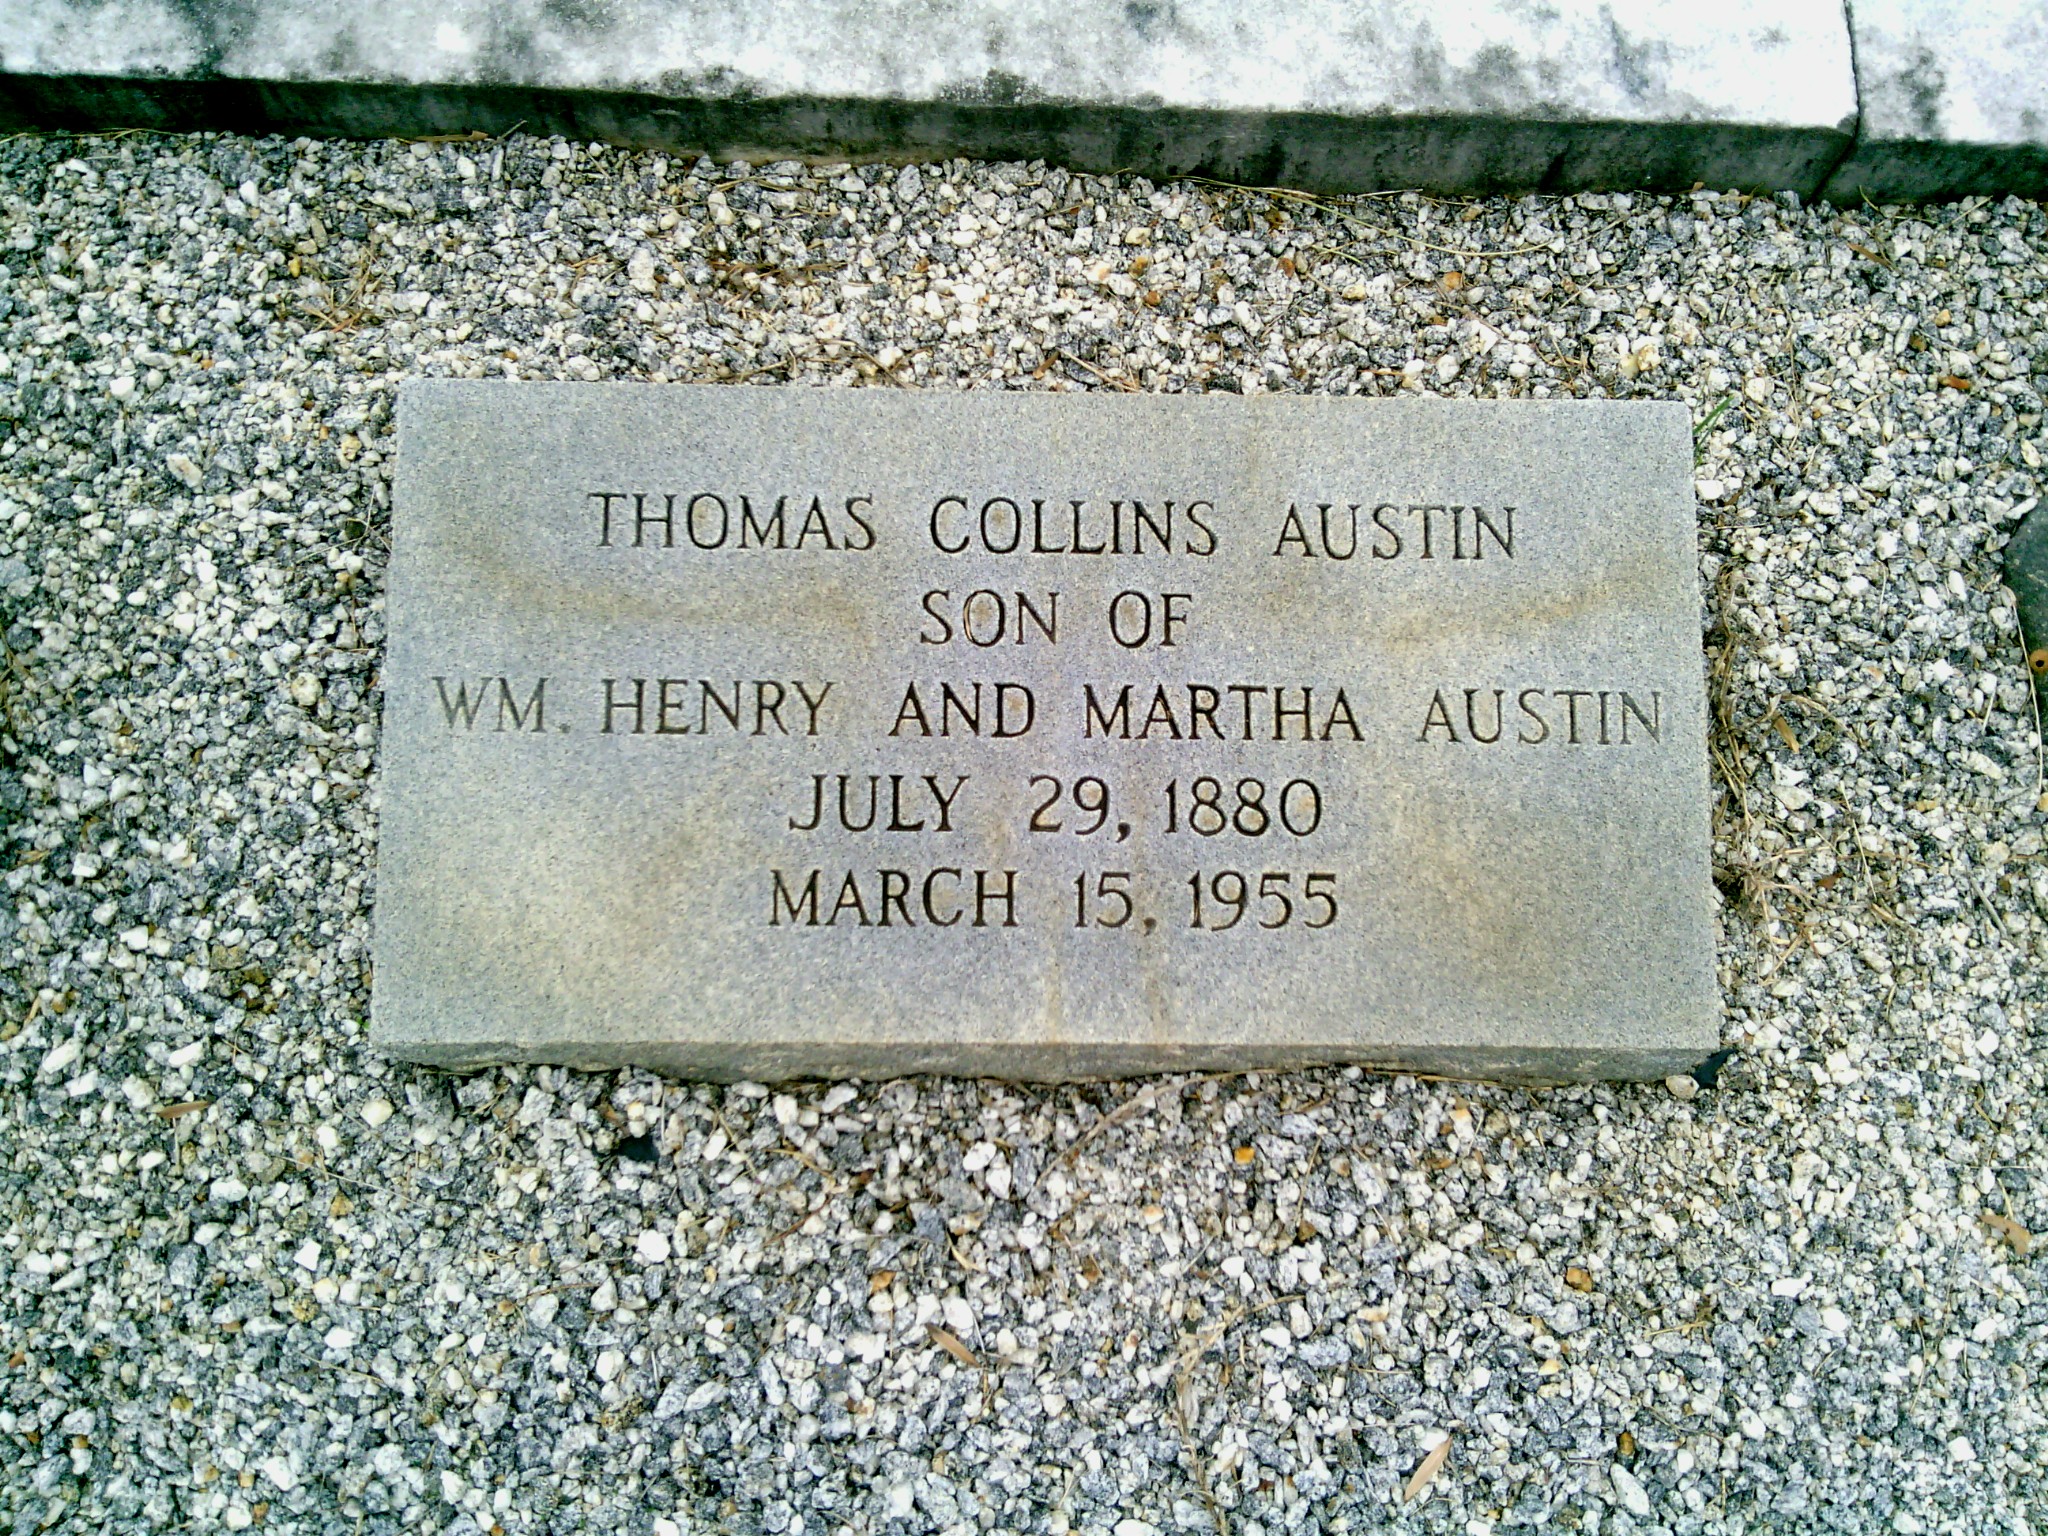 THOMAS COLLINS AUSTIN
SON OF
WM. HENRY AND MARTHA AUSTIN
JULY 29, 1880
MARCH 15, 1955